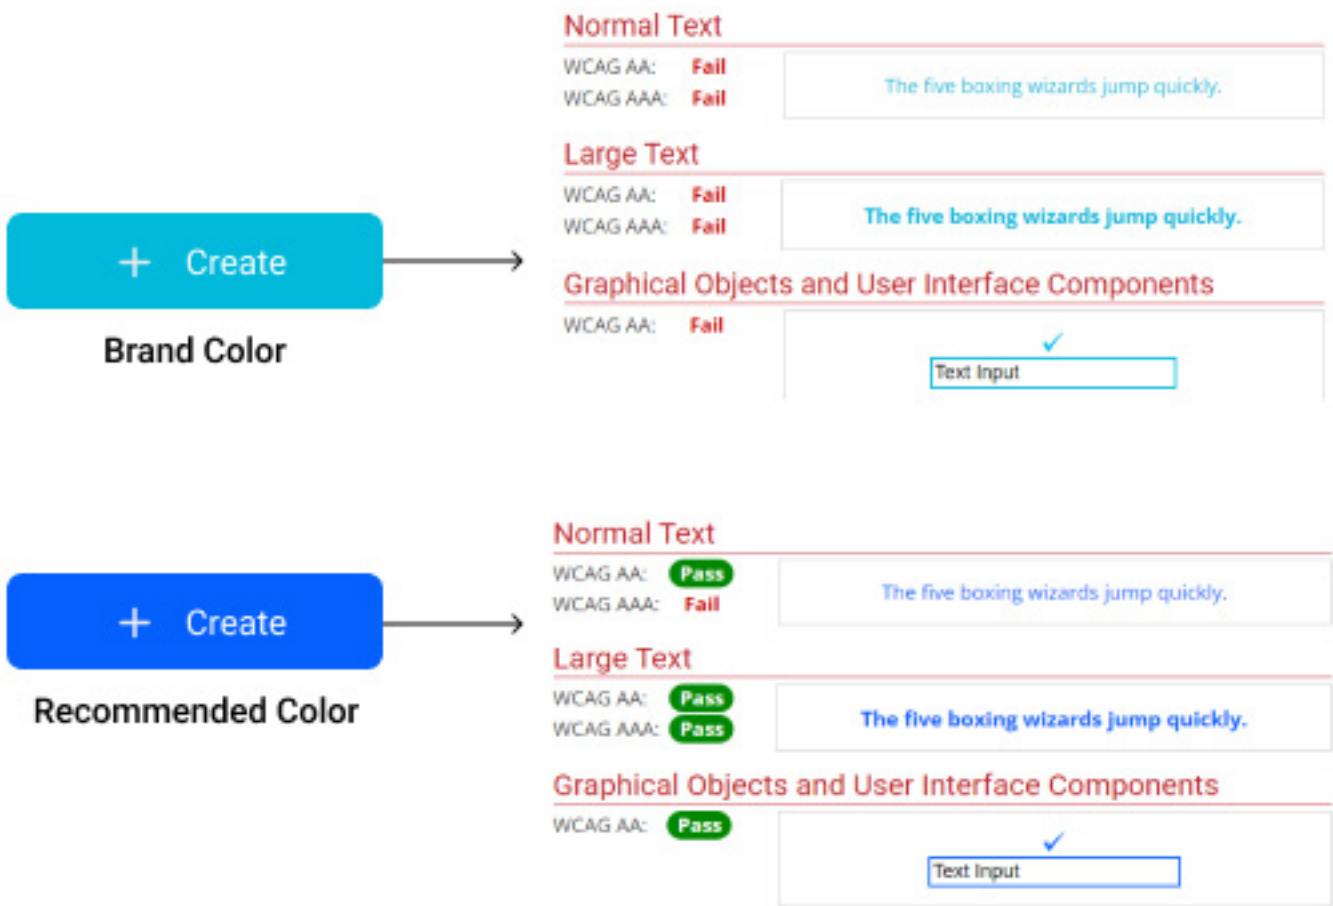 Normal Text
WCAG AA: Fail
The five boxing wizards jump quickly.
WCAG AAA: Fail
Large Text
WCAG AA: Fail
The five boxing wizards jump quickly.
WCAG AAA: Fail
+ Create
Brand Color
Graphical Objects and User Interface Components
WCAG AA: Fail
✓
Text Input
Normal Text
WCAG AA: Pass
The five boxing wizards jump quickly.
WCAG AAA: Fail
+ Create
Recommended Color
Large Text
WCAG AA: Pass
The five boxing wizards jump quickly.
WCAG AAA: Pass
Graphical Objects and User Interface Components
WCAG AA: Pass
✓
Text Input